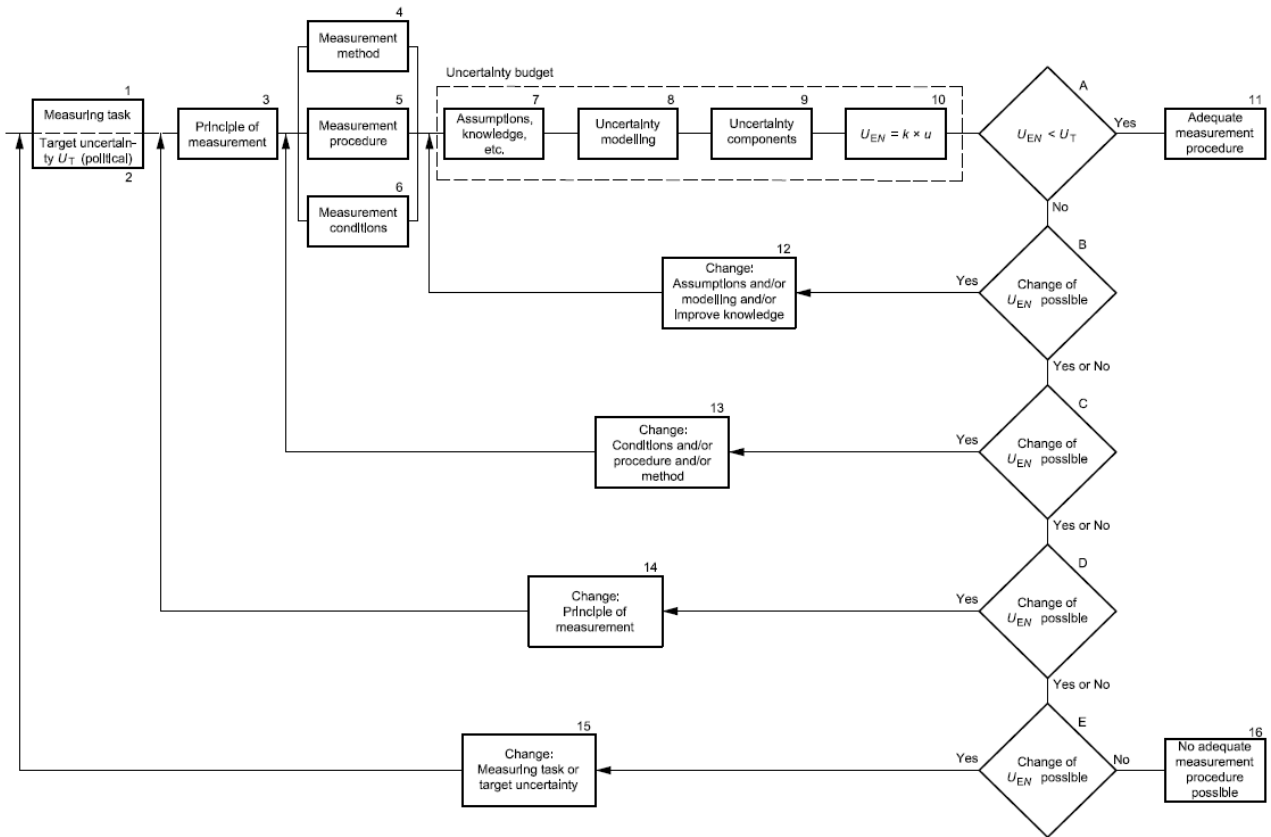 4
Measurement
method
Uncertainty budget
1
Measuring task
Target uncertain-
ty U_T (political)
2
3
Principle of
measurement
5
Measurement
procedure
6
Measurement
conditions
7
Assumptions,
knowledge,
etc.
8
Uncertainty
modelling
9
Uncertainty
components
10
U_EN = k × u
A
U_EN < U_T
Yes
11
Adequate
measurement
procedure
No
B
Change of
U_EN possible
Yes
12
Change:
Assumptions and/or
modelling and/or
improve knowledge
Yes or No
C
Change of
U_EN possible
Yes
13
Change:
Conditions and/or
procedure and/or
method
Yes or No
D
Change of
U_EN possible
Yes
14
Change:
Principle of
measurement
Yes or No
E
Change of
U_EN possible
Yes
15
Change:
Measuring task or
target uncertainty
No
16
No adequate
measurement
procedure
possible